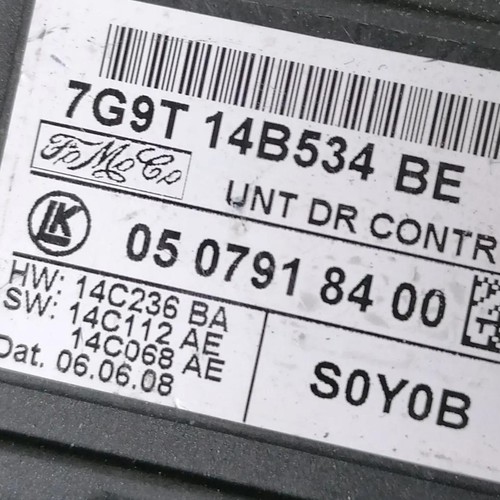 7G9T 14B534 BE
FoMoCo
UNT DR CONTR
LK 05 0791 84 00
HW: 14C236 BA
SW: 14C112 AE
14C068 AE
Dat. 06.06.08
S0Y0B